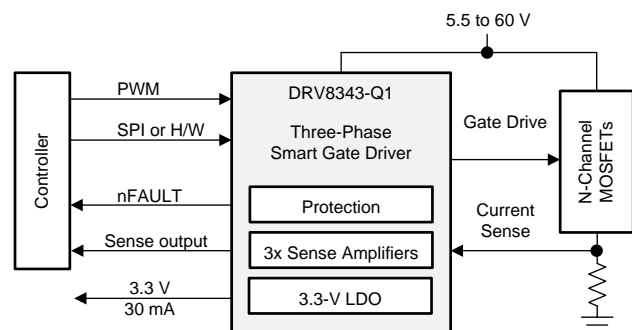 5.5 to 60 V
Controller
PWM
SPI or H/W
nFAULT
Sense output
3.3 V
30 mA
DRV8343-Q1
Three-Phase
Smart Gate Driver
Protection
3x Sense Amplifiers
3.3-V LDO
Gate Drive
Current
Sense
N-Channel
MOSFETs